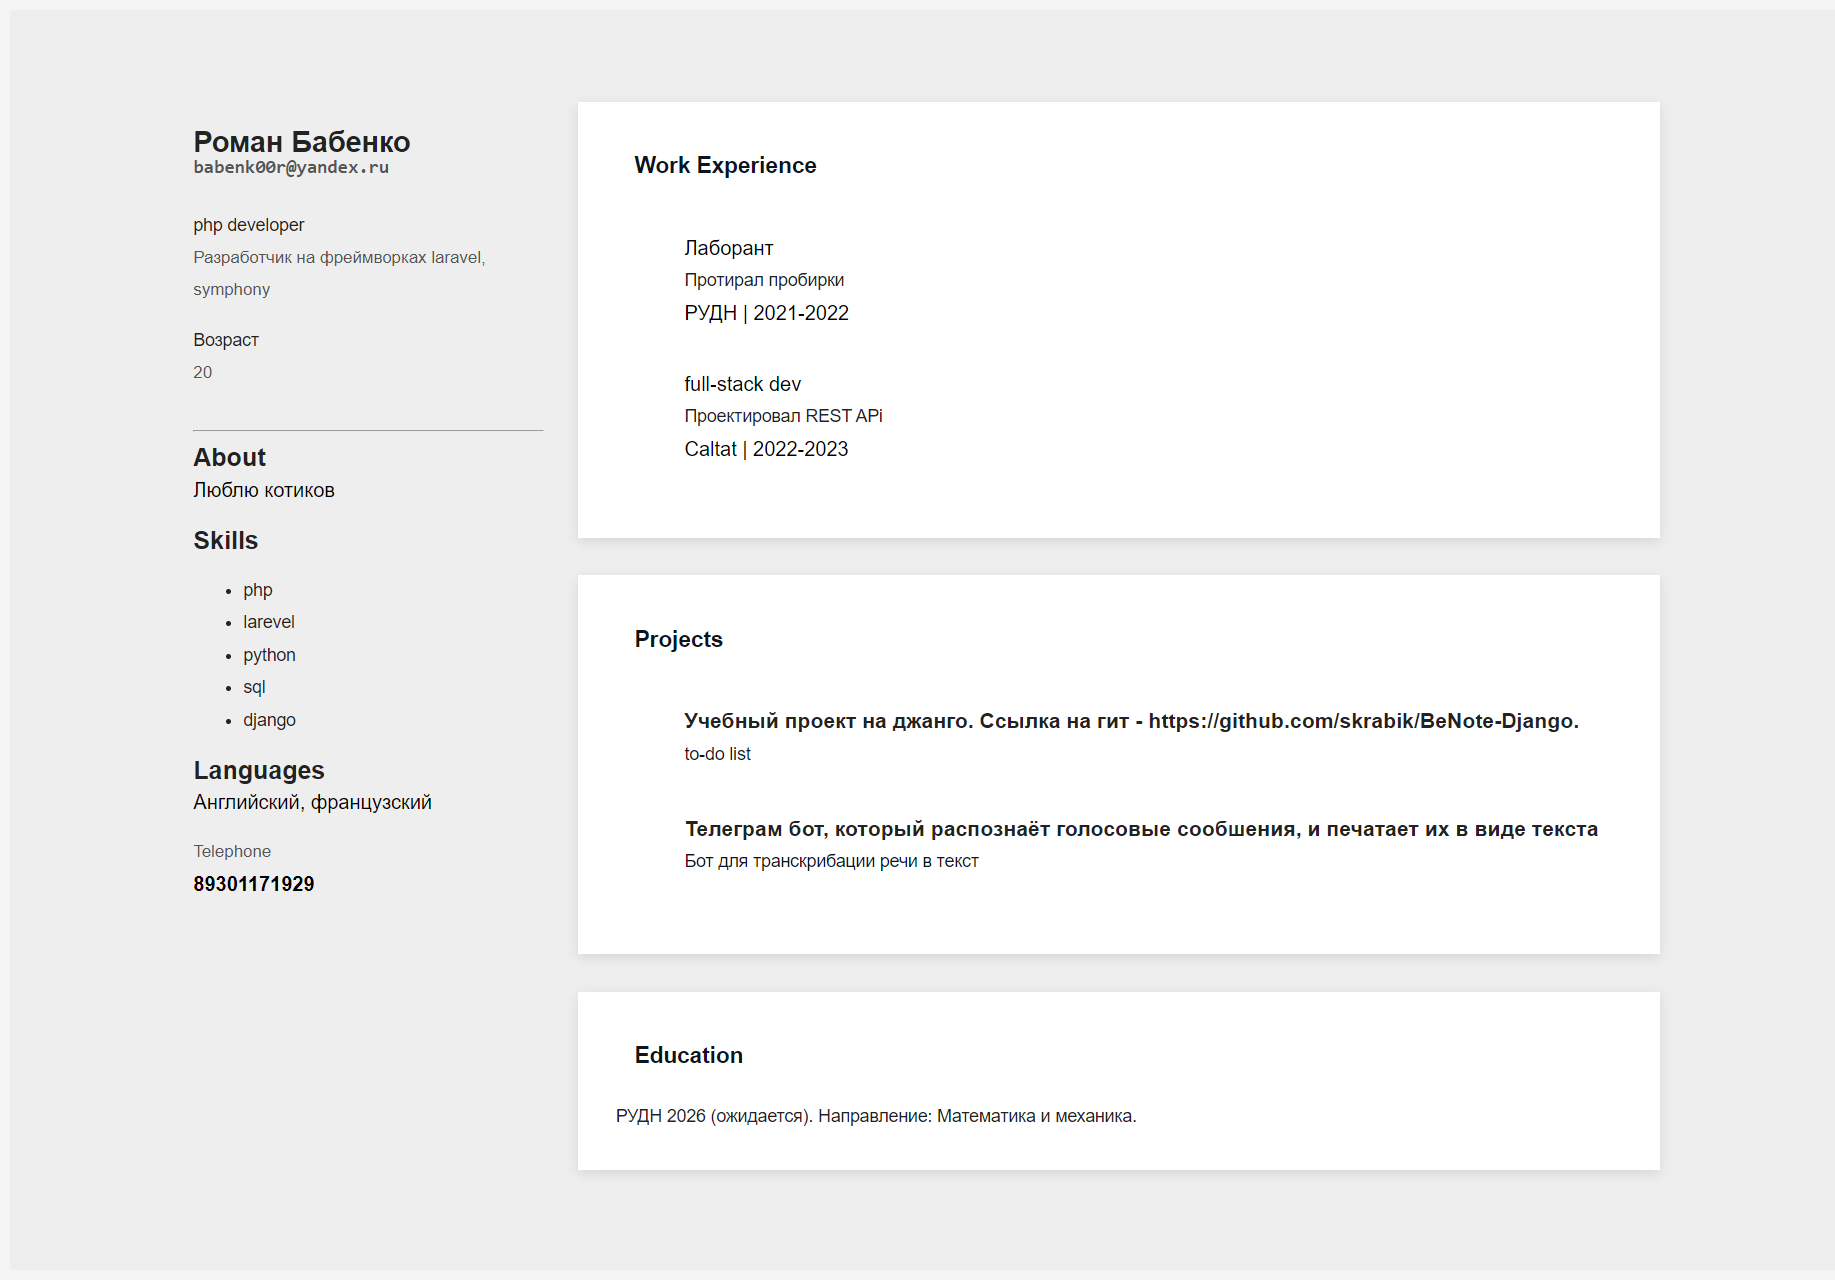 Роман Бабенко
babenk00r@yandex.ru
php developer
Разработчик на фреймворках laravel,
symphony
Возраст
20
About
Люблю котиков
Skills
php
larevel
python
sql
django
Languages
Английский, французский
Telephone
89301171929
Work Experience
Лаборант
Протирал пробирки
РУДН | 2021-2022
full-stack dev
Проектировал REST APi
Caltat | 2022-2023
Projects
Учебный проект на джанго. Ссылка на гит - https://github.com/skrabik/BeNote-Django.
to-do list
Телеграм бот, который распознаёт голосовые сообшения, и печатает их в виде текста
Бот для транскрибации речи в текст
Education
РУДН 2026 (ожидается). Направление: Математика и механика.